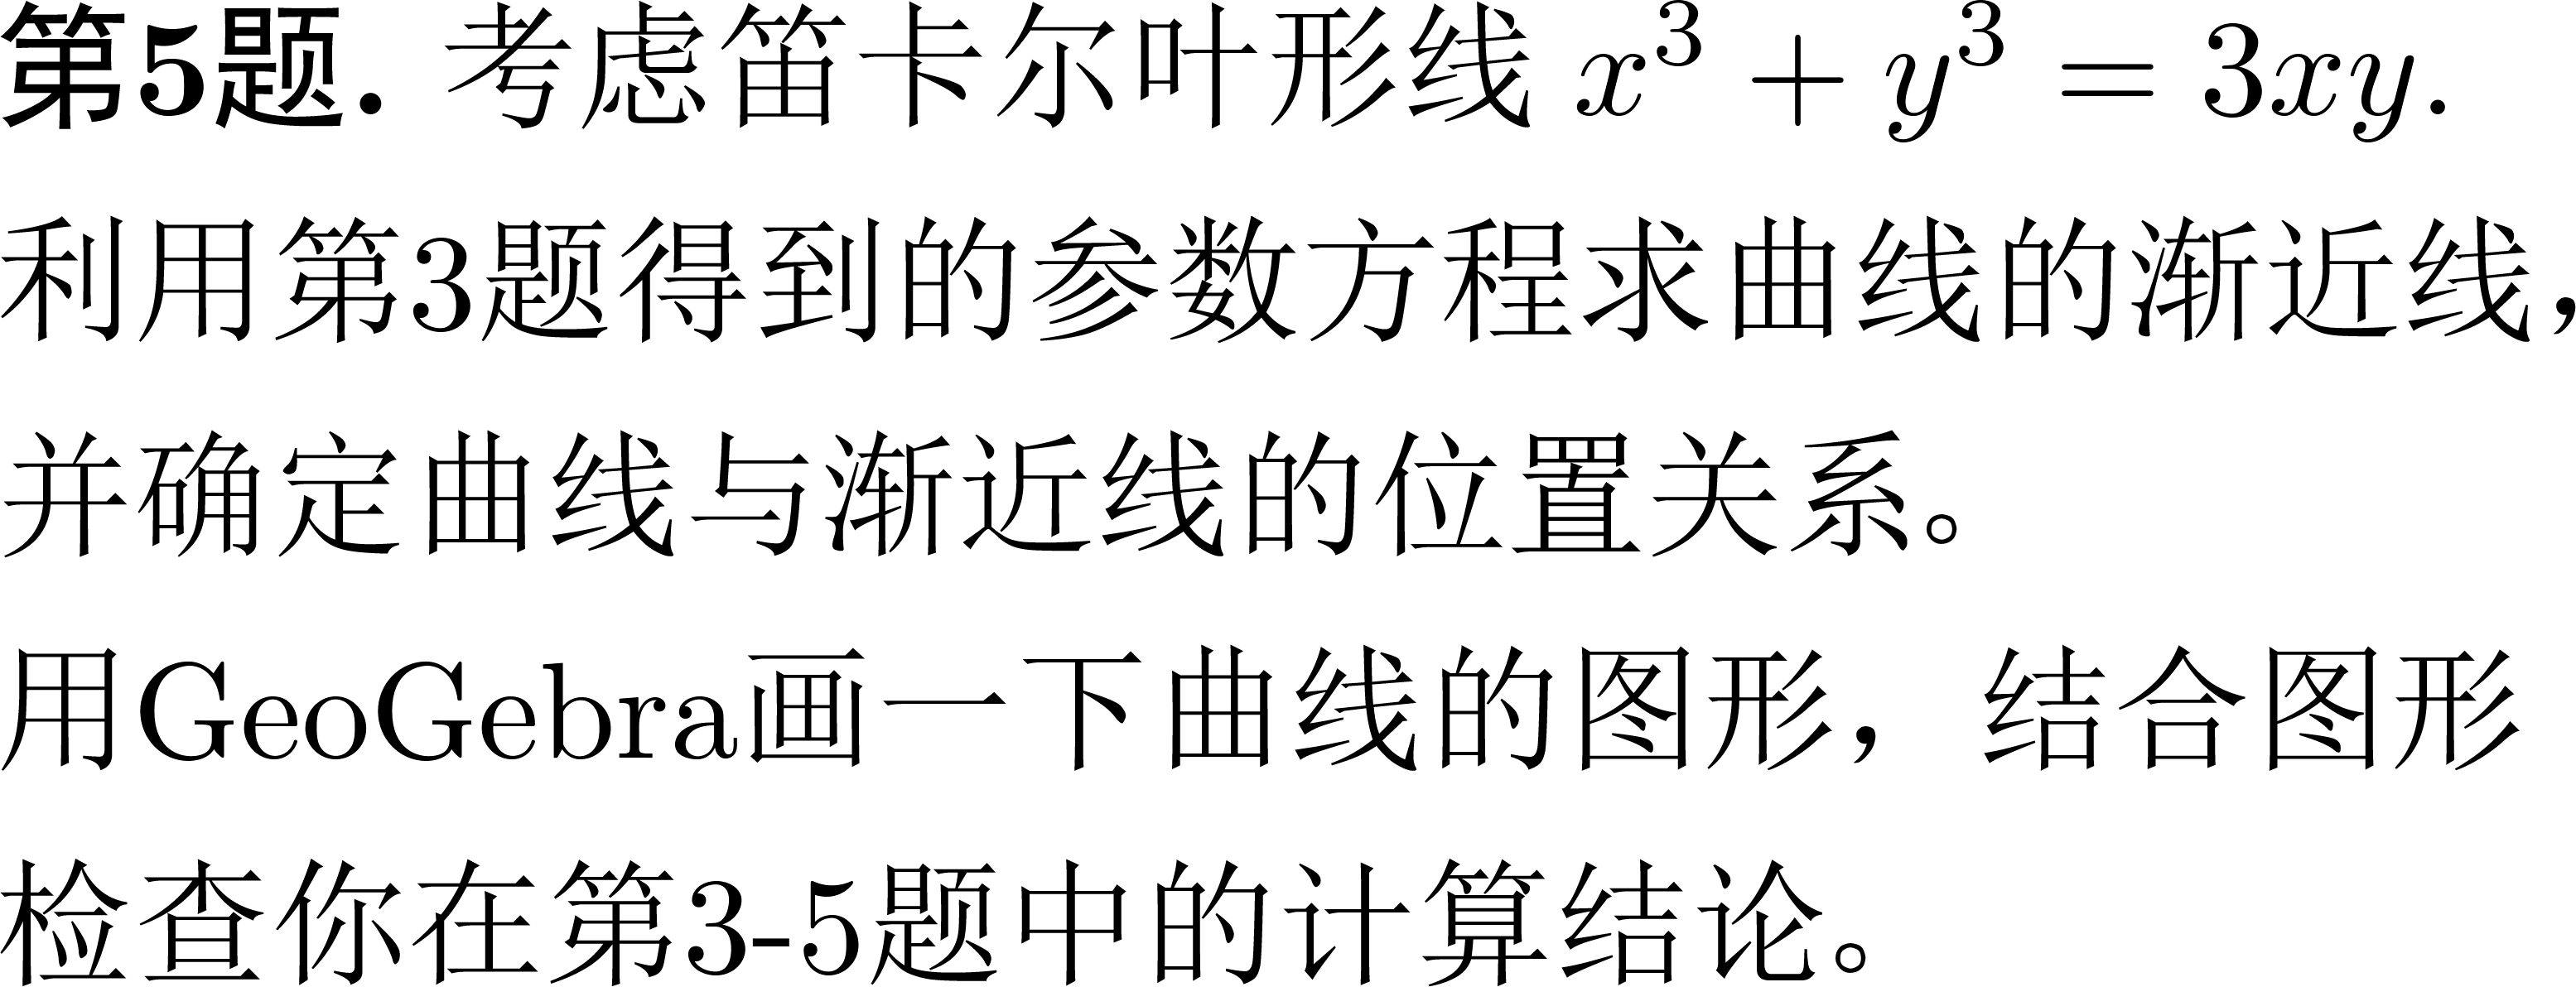 第5题. 考虑笛卡尔叶形线 $x^3 + y^3 = 3xy.$
利用第3题得到的参数方程求曲线的渐近线，
并确定曲线与渐近线的位置关系。
用GeoGebra画一下曲线的图形，结合图形
检查你在第3-5题中的计算结论。